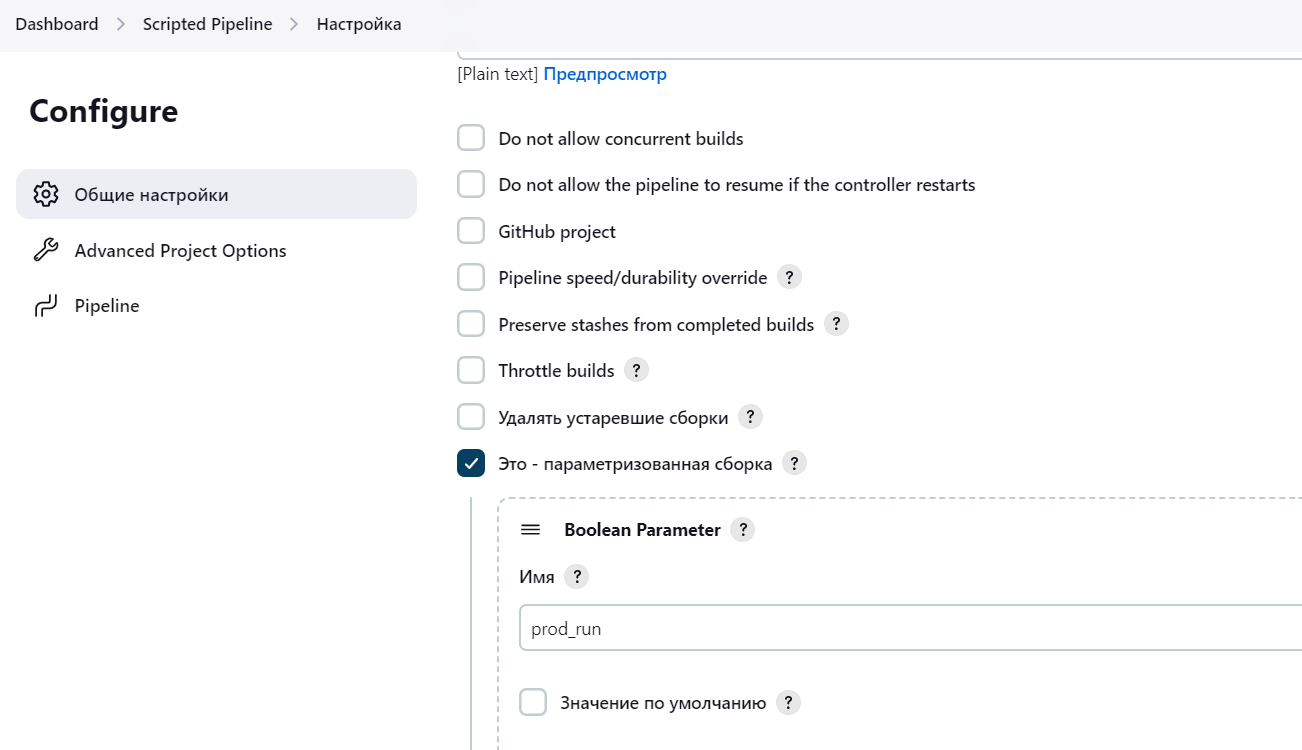 Dashboard > Scripted Pipeline > Настройка
[Plain text] Предпросмотр
Configure
Do not allow concurrent builds
Do not allow the pipeline to resume if the controller restarts
Общие настройки
GitHub project
Advanced Project Options
Pipeline speed/durability override ?
Pipeline
Preserve stashes from completed builds ?
Throttle builds ?
Удалять устаревшие сборки ?
Это - параметризованная сборка ?
Boolean Parameter ?
Имя ?
prod_run
Значение по умолчанию ?